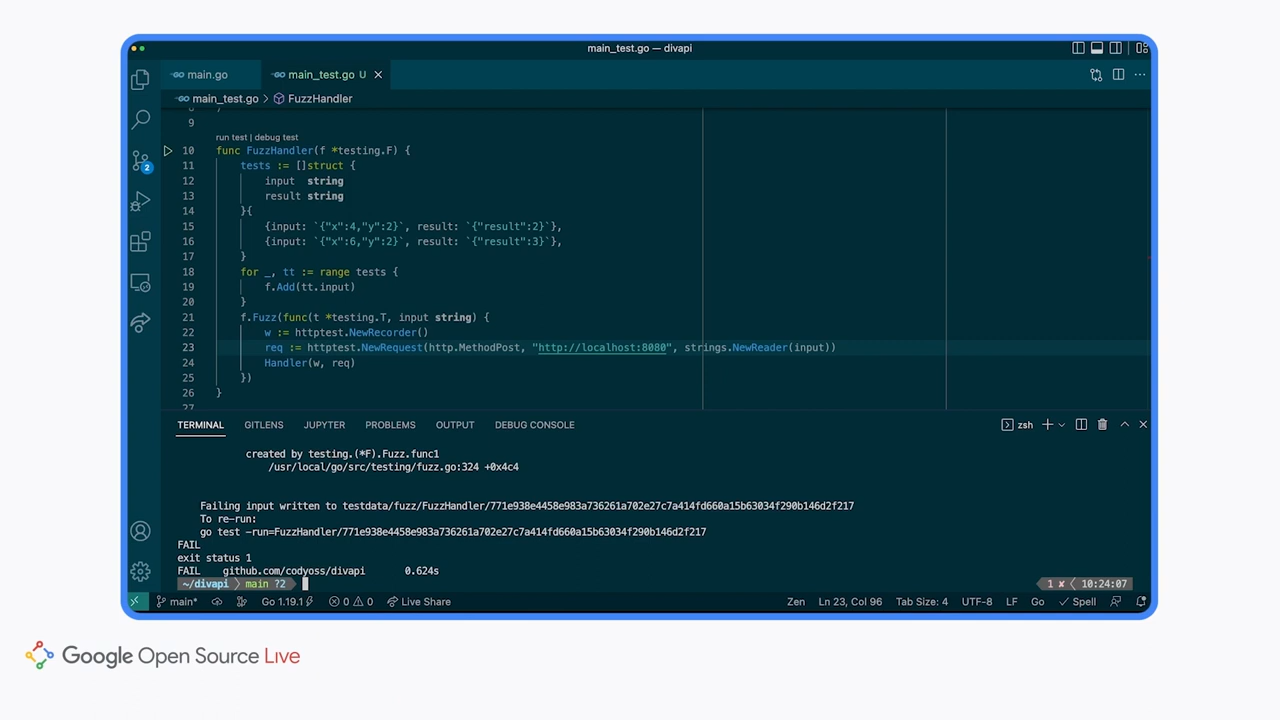 main_test.go — divapi
main.go
main_test.go U
main_test.go > FuzzHandler
9
run test | debug test
10 func FuzzHandler(f *testing.F) {
11 tests := []struct {
12 input string
13 result string
14 }{
15 {input: `{"x":4,"y":2}`, result: `{"result":2}`},
16 {input: `{"x":6,"y":2}`, result: `{"result":3}`},
17 }
18 for _, tt := range tests {
19 f.Add(tt.input)
20 }
21 f.Fuzz(func(t *testing.T, input string) {
22 w := httptest.NewRecorder()
23 req := httptest.NewRequest(http.MethodPost, "http://localhost:8080", strings.NewReader(input))
24 Handler(w, req)
25 })
26 }
27
2
TERMINAL GITLENS JUPYTER PROBLEMS OUTPUT DEBUG CONSOLE zsh
created by testing.(*F).Fuzz.func1
/usr/local/go/src/testing/fuzz.go:324 +0x4c4
Failing input written to testdata/fuzz/FuzzHandler/771e938e4458e983a736261a702e27c7a414fd660a15b63034f290b146d2f217
To re-run:
go test -run=FuzzHandler/771e938e4458e983a736261a702e27c7a414fd660a15b63034f290b146d2f217
FAIL
exit status 1
FAIL github.com/codyoss/divapi 0.624s
~/divapi main ?2 1 ✘ 10:24:07
main* Go 1.19.1 0 0 Live Share Zen Ln 23, Col 96 Tab Size: 4 UTF-8 LF Go Spell
Google Open Source Live